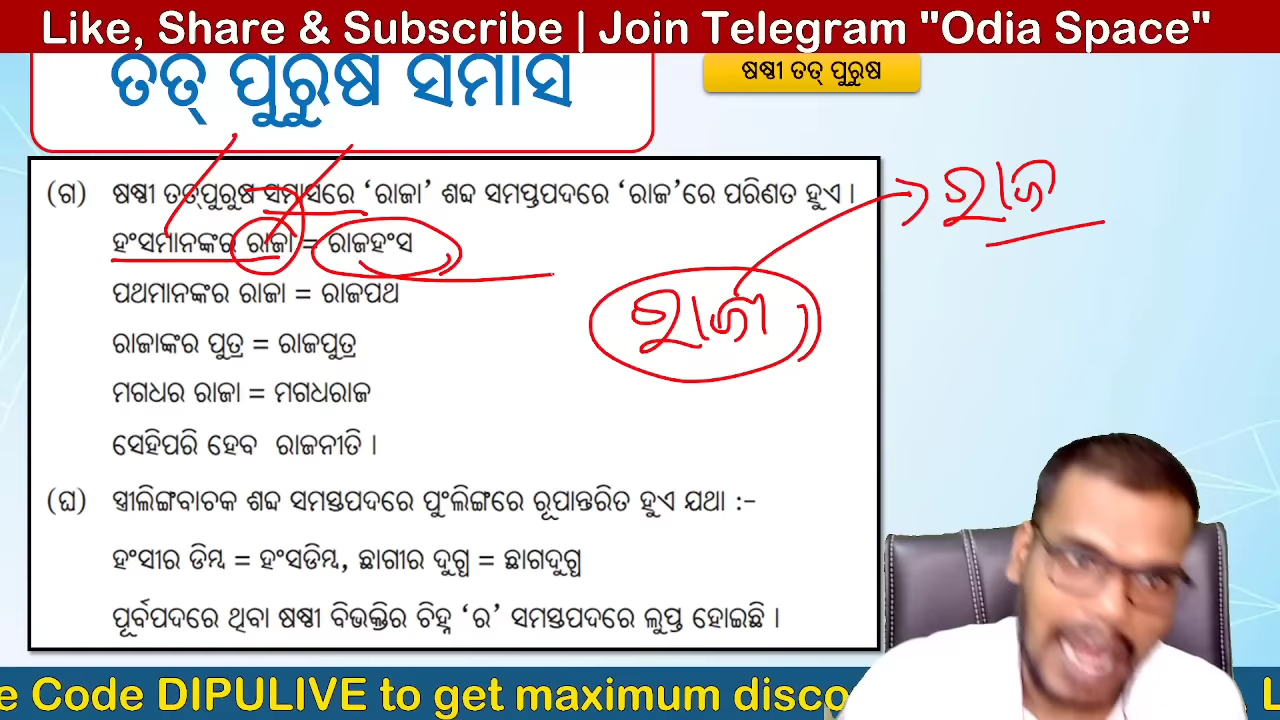 Like, Share & Subscribe | Join Telegram "Odia Space"
ତତ୍ ପୁରୁଷ ସମାସ
ଷଷ୍ଠୀ ତତ୍ ପୁରୁଷ
(ଗ) ଷଷ୍ଠୀ ତତ୍‌ପୁରୁଷ ସମାସରେ ‘ରାଜା’ ଶବ୍ଦ ସମସ୍ତପଦରେ ‘ରାଜ’ରେ ପରିଣତ ହୁଏ ।
ରାଜ
ହଂସମାନଙ୍କର ରାଜା = ରାଜହଂସ
ପଥମାନଙ୍କର ରାଜା = ରାଜପଥ
ରାଜା
ରାଜାଙ୍କର ପୁତ୍ର = ରାଜପୁତ୍ର
ମଗଧର ରାଜା = ମଗଧରାଜ
ସେହିପରି ହେବ ରାଜନୀତି ।
(ଘ) ସ୍ତ୍ରୀଲିଙ୍ଗବାଚକ ଶବ୍ଦ ସମସ୍ତପଦରେ ପୁଂଲିଙ୍ଗରେ ରୂପାନ୍ତରିତ ହୁଏ ଯଥା :-
ହଂସୀର ଡିମ୍ବ = ହଂସଡିମ୍ବ, ଛାଗୀର ଦୁଗ୍ଧ = ଛାଗଦୁଗ୍ଧ
ପୂର୍ବପଦରେ ଥିବା ଷଷ୍ଠୀ ବିଭକ୍ତିର ଚିହ୍ନ ‘ର’ ସମସ୍ତପଦରେ ଲୁପ୍ତ ହୋଇଛି ।
e Code DIPULIVE to get maximum disco